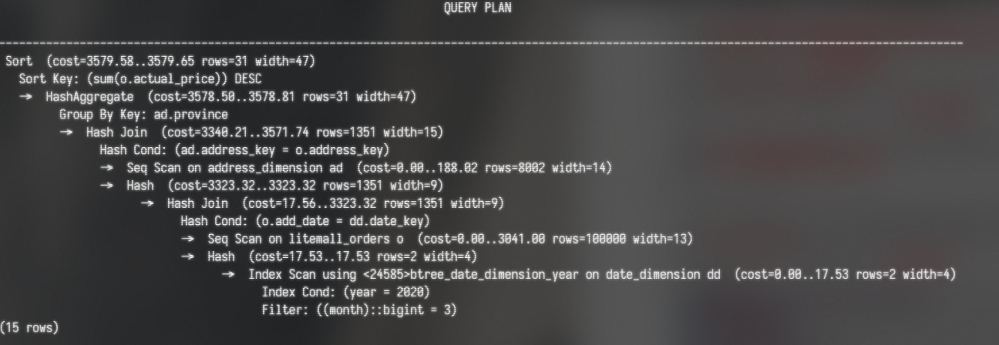 QUERY PLAN
--------------------------------------------------------------------------------------------------------------------------------------------
Sort  (cost=3579.58..3579.65 rows=31 width=47)
  Sort Key: (sum(o.actual_price)) DESC
  ->  HashAggregate  (cost=3578.50..3578.81 rows=31 width=47)
        Group By Key: ad.province
        ->  Hash Join  (cost=3340.21..3571.74 rows=1351 width=15)
              Hash Cond: (ad.address_key = o.address_key)
              ->  Seq Scan on address_dimension ad  (cost=0.00..188.02 rows=8002 width=14)
              ->  Hash  (cost=3323.32..3323.32 rows=1351 width=9)
                    ->  Hash Join  (cost=17.56..3323.32 rows=1351 width=9)
                          Hash Cond: (o.add_date = dd.date_key)
                          ->  Seq Scan on litemall_orders o  (cost=0.00..3041.00 rows=100000 width=13)
                          ->  Hash  (cost=17.53..17.53 rows=2 width=4)
                                ->  Index Scan using <24585>btree_date_dimension_year on date_dimension dd  (cost=0.00..17.53 rows=2 width=4)
                                      Index Cond: (year = 2020)
                                      Filter: ((month)::bigint = 3)
(15 rows)